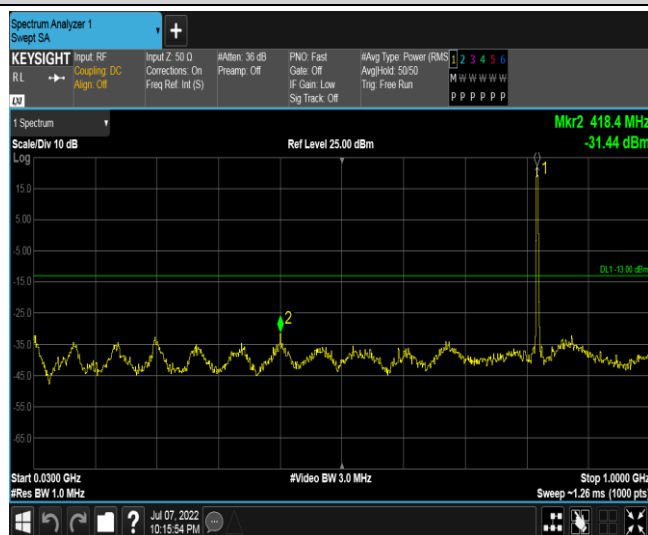 Spectrum Analyzer 1
Swept SA
+
KEYSIGHT
RL
LXI
Input: RF
Coupling: DC
Align: Off
Input Z: 50 Ω
Corrections: On
Freq Ref: Int (S)
#Atten: 36 dB
Preamp: Off
PNO: Fast
Gate: Off
IF Gain: Low
Sig Track: Off
#Avg Type: Power (RMS
Avg|Hold: 50/50
Trig: Free Run
1 2 3 4 5 6
M W W W W W
P P P P P P
1 Spectrum
Mkr2 418.4 MHz
-31.44 dBm
Scale/Div 10 dB
Ref Level 25.00 dBm
Log
1
15.0
5.00
-5.00
DL1 -13.00 dBm
-15.0
-25.0
2
-35.0
-45.0
-55.0
-65.0
Start 0.0300 GHz
#Video BW 3.0 MHz
Stop 1.0000 GHz
#Res BW 1.0 MHz
Sweep ~1.26 ms (1000 pts)
?
Jul 07, 2022
10:15:54 PM